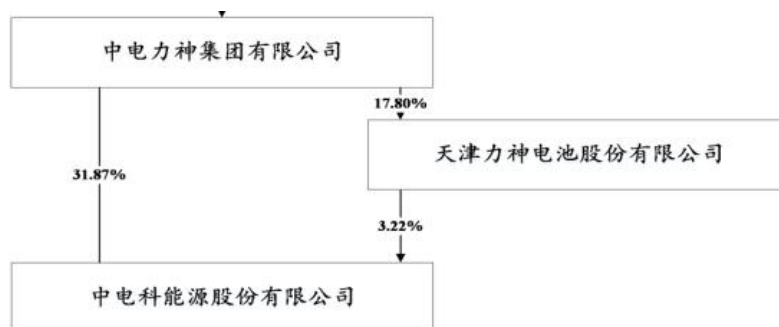 中电力神集团有限公司
17.80%
天津力神电池股份有限公司
31.87%
3.22%
中电科能源股份有限公司